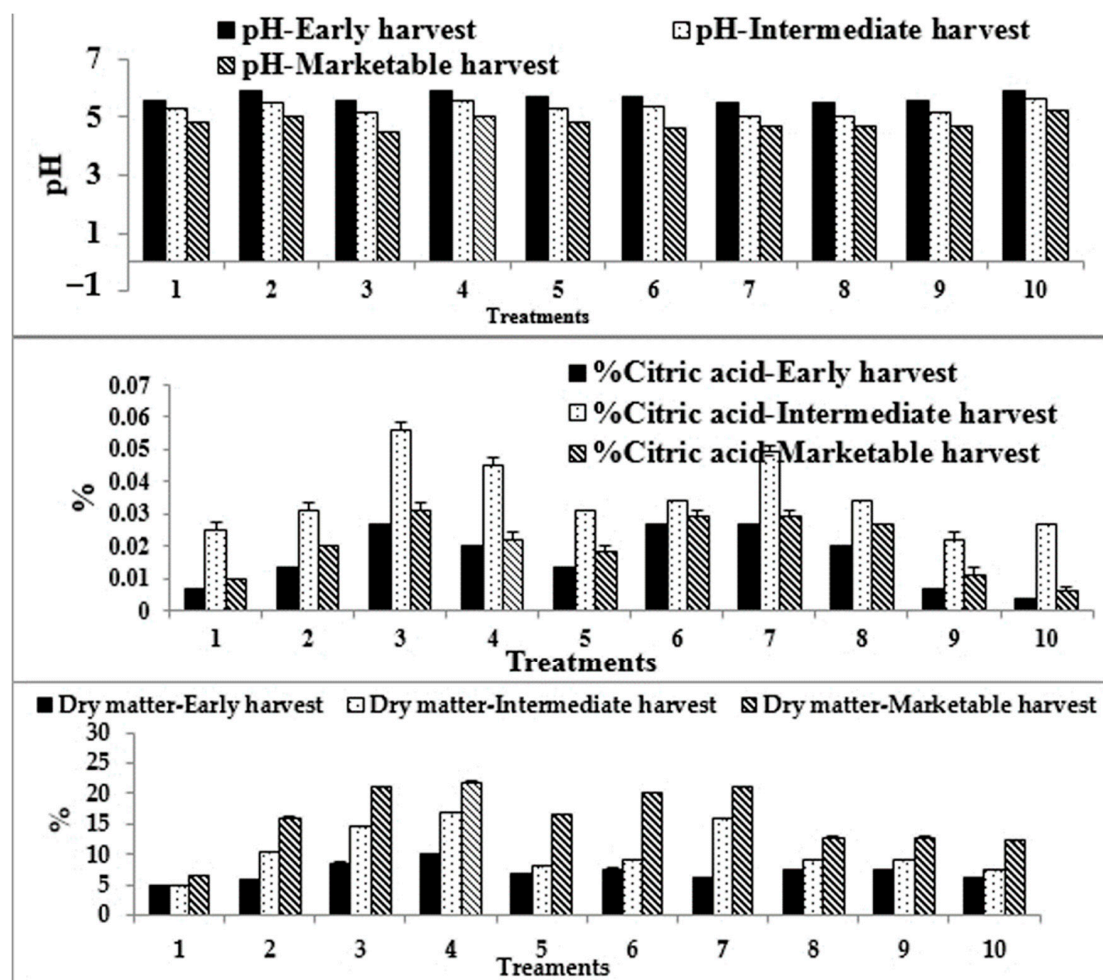 pH-Early harvest pH-Intermediate harvest
pH-Marketable harvest
7
5
3
1
−1
pH
1 2 3 4 5 6 7 8 9 10
Treatments
%Citric acid-Early harvest
%Citric acid-Intermediate harvest
%Citric acid-Marketable harvest
0.07
0.06
0.05
0.04
0.03
0.02
0.01
0
%
1 2 3 4 5 6 7 8 9 10
Treatments
Dry matter-Early harvest Dry matter-Intermediate harvest Dry matter-Marketable harvest
30
25
20
15
10
5
0
%
1 2 3 4 5 6 7 8 9 10
Treaments